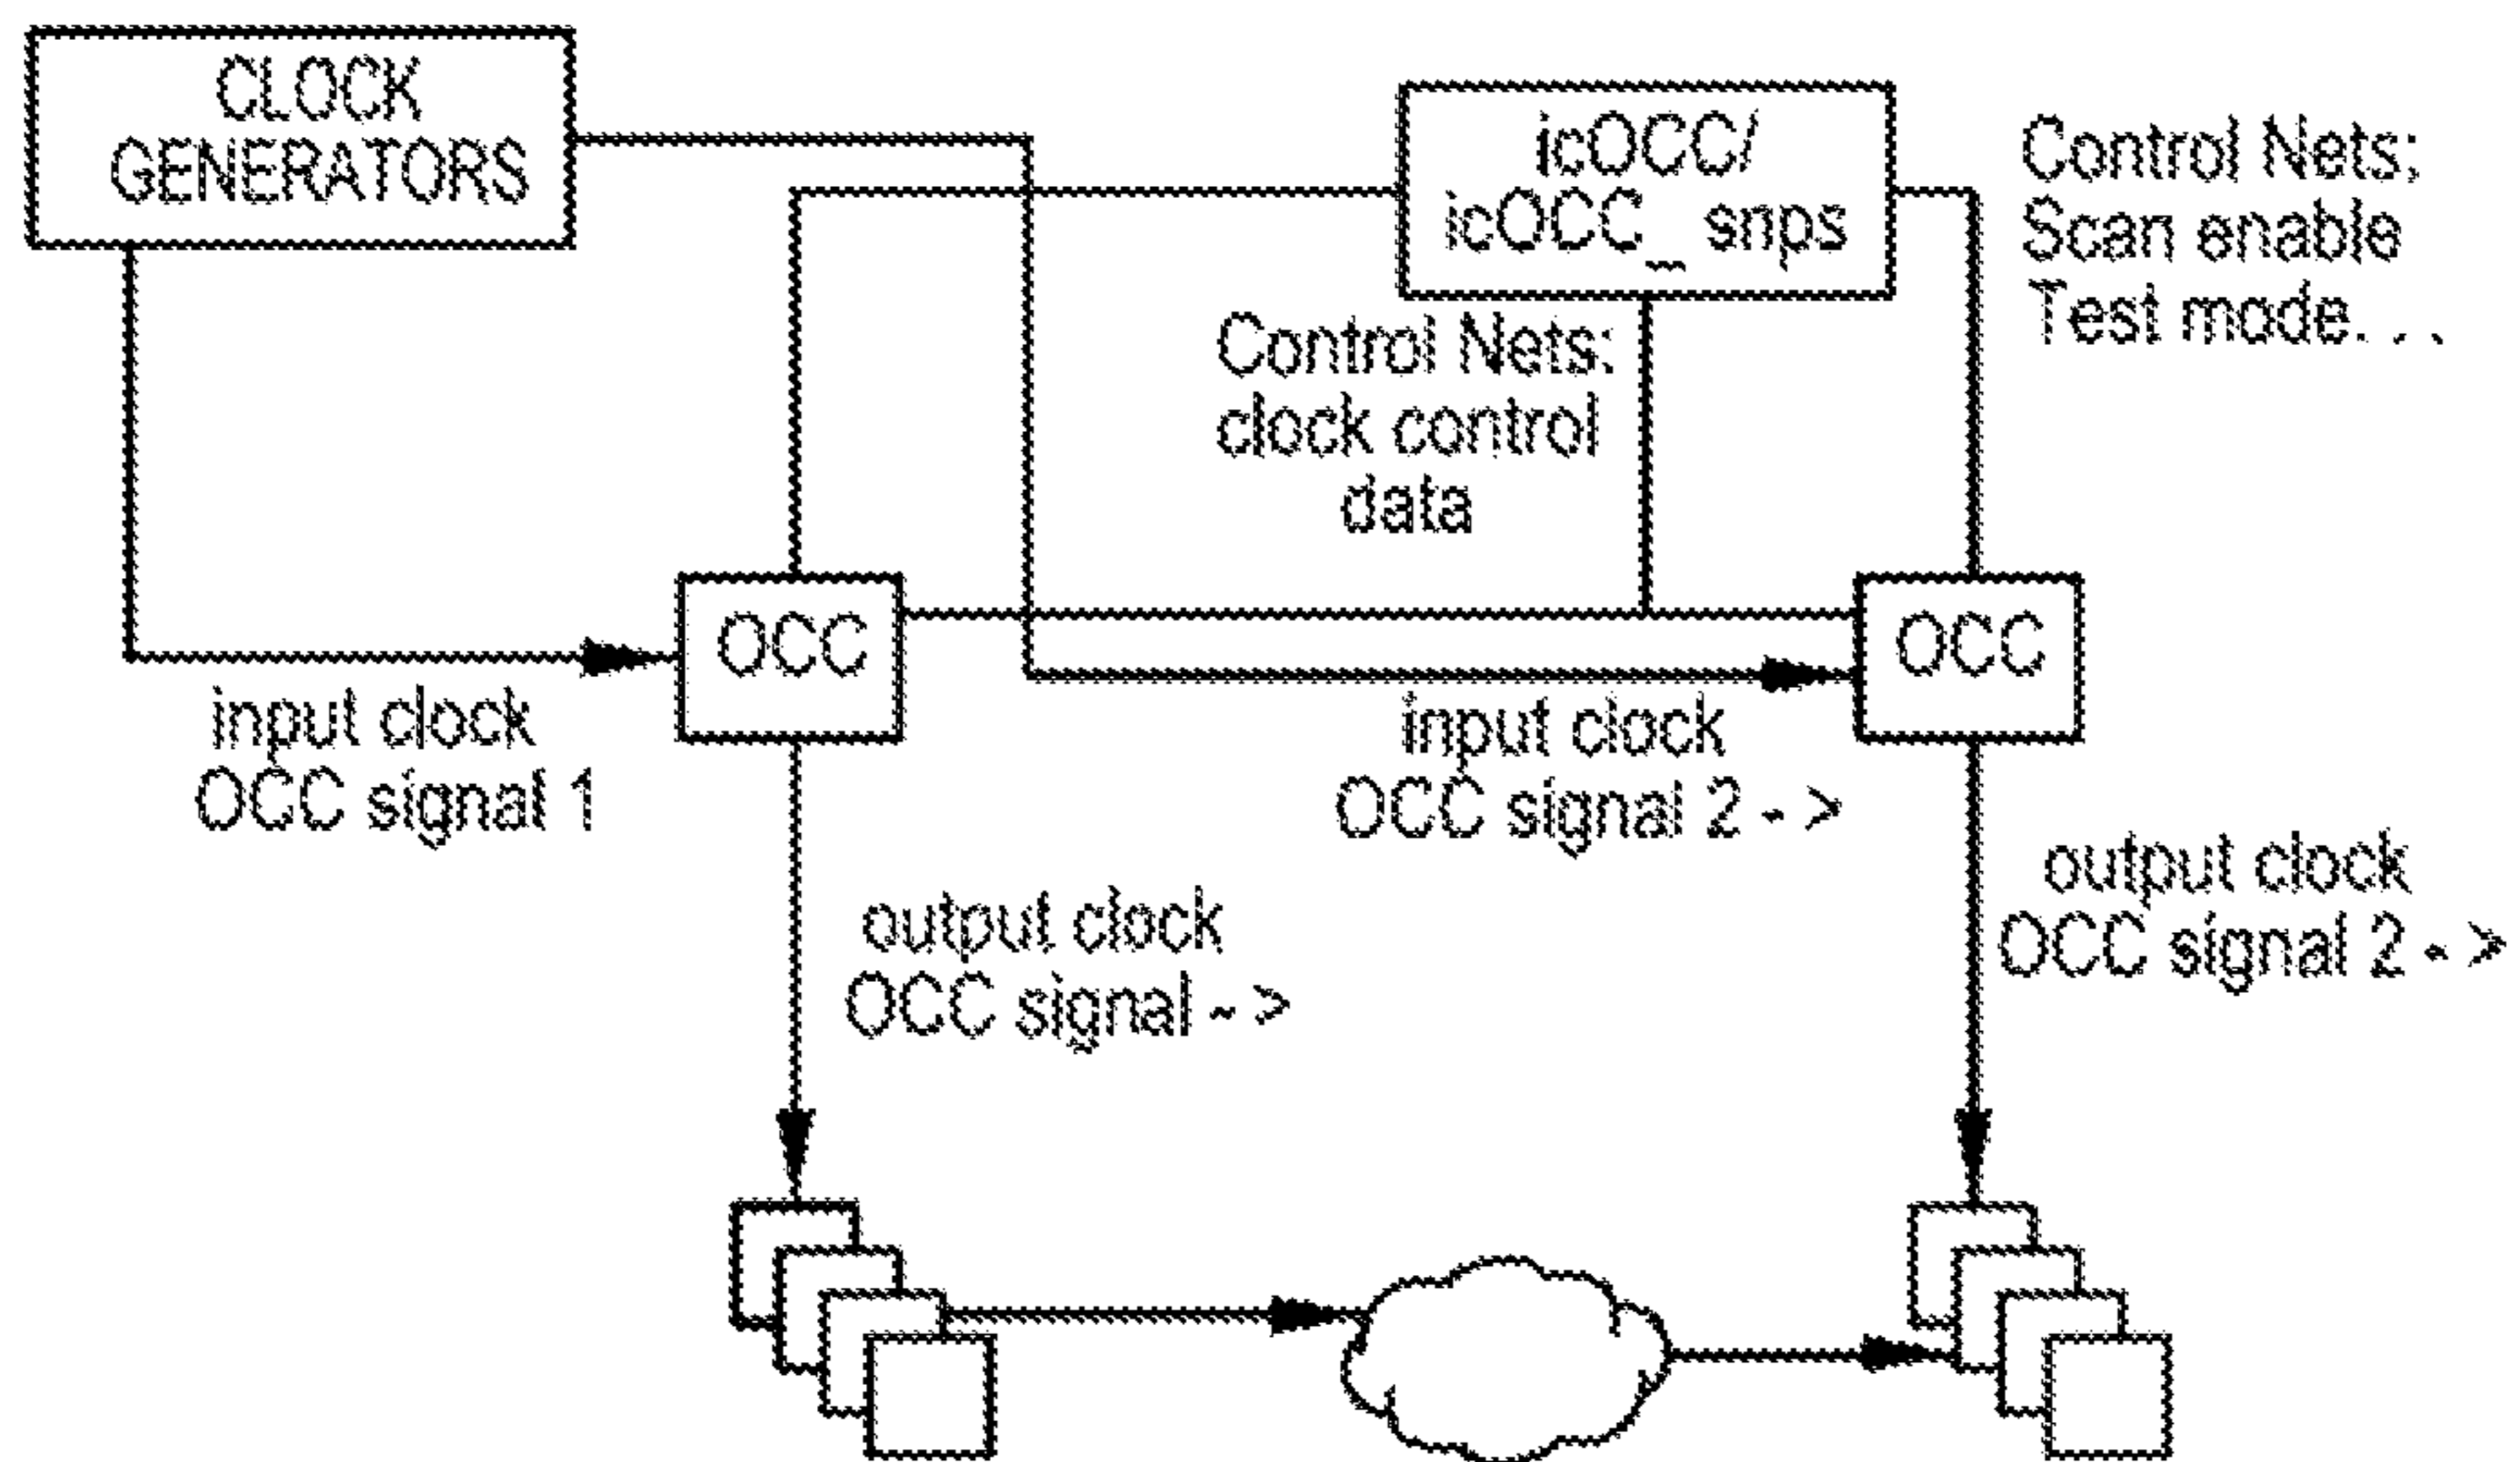 CLOCK
GENERATORS
icOCC/
icOCC_ snps
Control Nets;
Scan enable
Test mode. . .
Control Nets:
clock control
data
OCC
OCC
input clock
OCC signal 1
input clock
OCC signal 2 - >
output clock
OCC signal - >
output clock
OCC signal 2 - >